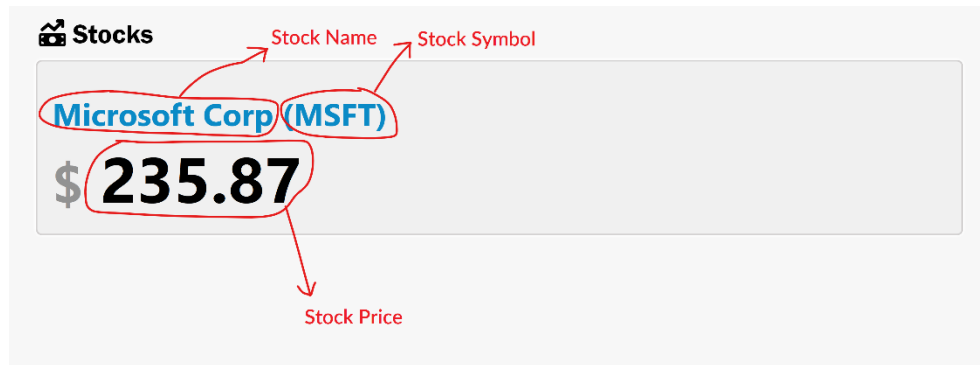 Stocks
Stock Name
Stock Symbol
Microsoft Corp (MSFT)
$ 235.87
Stock Price